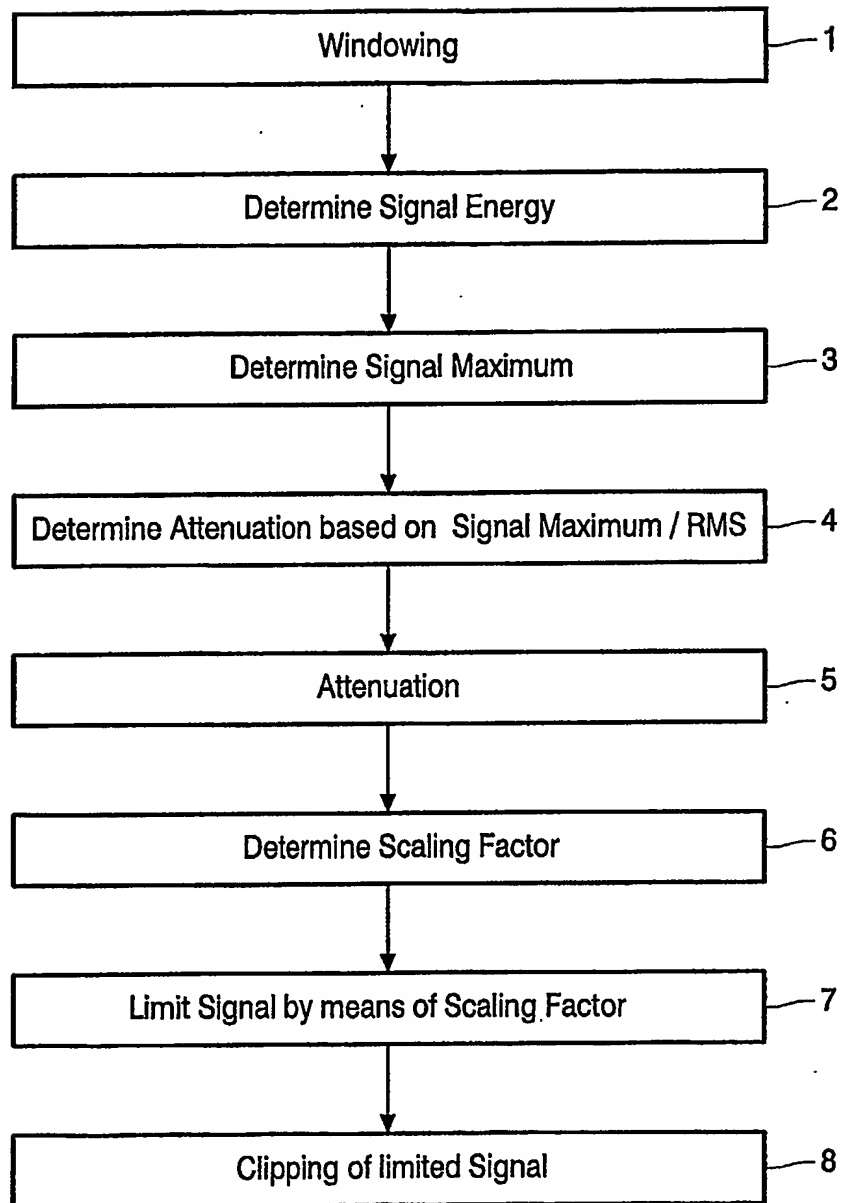 Windowing 1
Determine Signal Energy 2
Determine Signal Maximum 3
Determine Attenuation based on Signal Maximum / RMS 4
Attenuation 5
Determine Scaling Factor 6
Limit Signal by means of Scaling Factor 7
Clipping of limited Signal 8